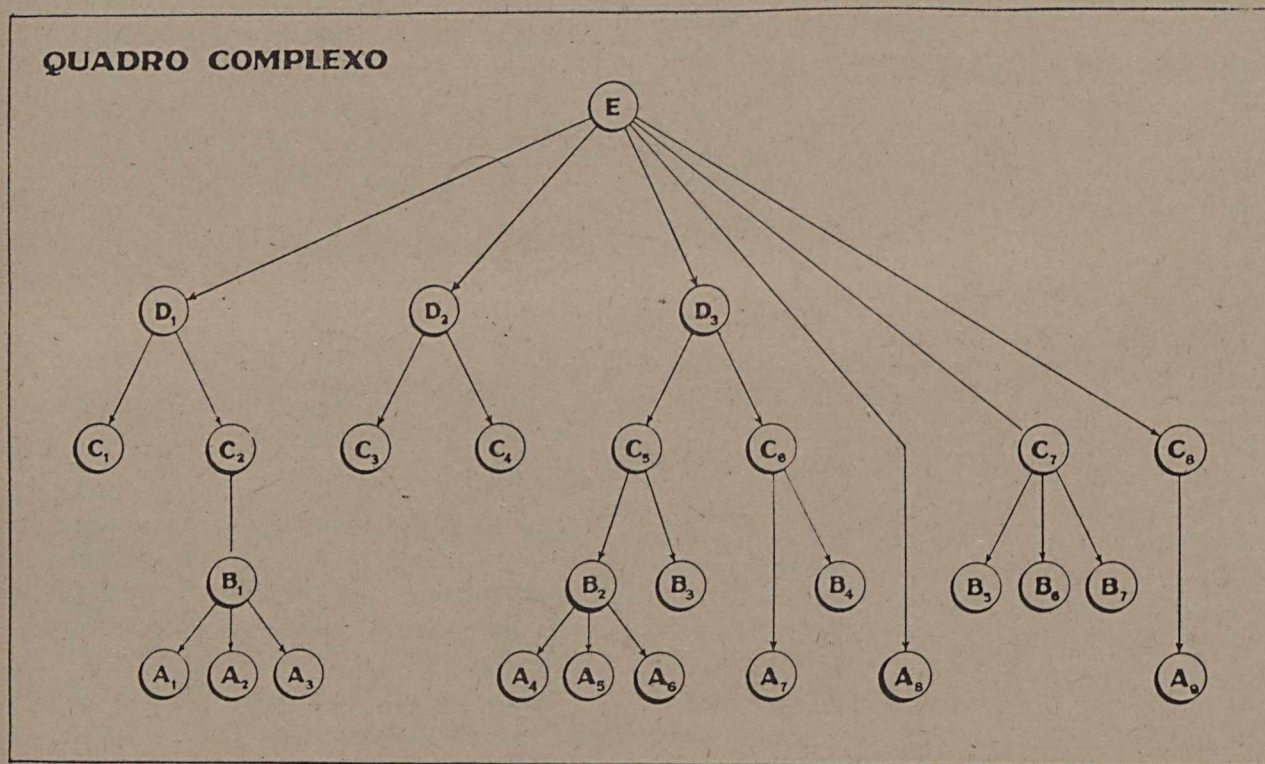 QUADRO COMPLEXO
E
D₁ D₂ D₃
C₁ C₂ C₃ C₄ C₅ C₆ C₇ C₈
B₁ B₂ B₃ B₄ B₅ B₆ B₇
A₁ A₂ A₃ A₄ A₅ A₆ A₇ A₈ A₉